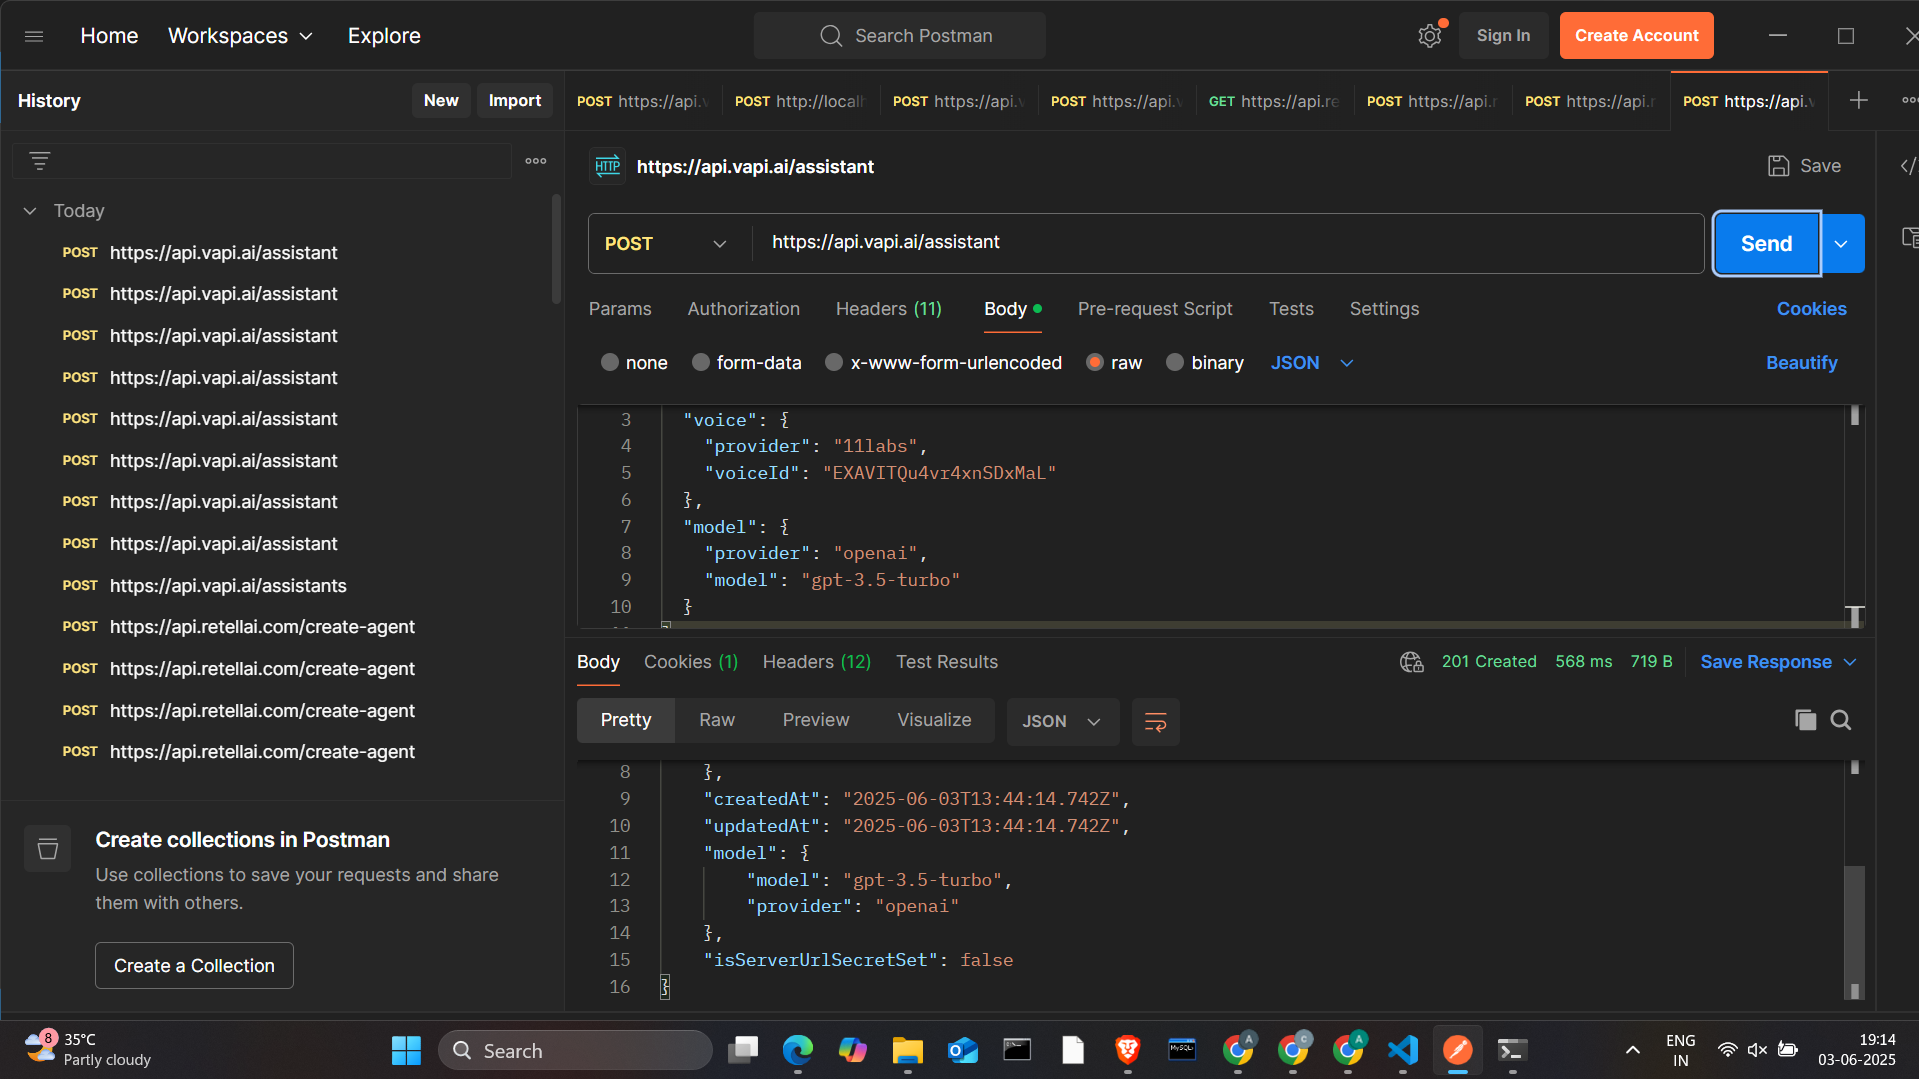 Home Workspaces Explore Search Postman Sign In Create Account
History New Import
POST https://api.v POST http://local POST https://api.v POST https://api.v GET https://api.re POST https://api.r POST https://api.r POST https://api.v
HTTP https://api.vapi.ai/assistant Save
Today
POST https://api.vapi.ai/assistant
POST https://api.vapi.ai/assistant
POST https://api.vapi.ai/assistant
POST https://api.vapi.ai/assistant
POST https://api.vapi.ai/assistant
POST https://api.vapi.ai/assistant
POST https://api.vapi.ai/assistant
POST https://api.vapi.ai/assistant
POST https://api.vapi.ai/assistants
POST https://api.retellai.com/create-agent
POST https://api.retellai.com/create-agent
POST https://api.retellai.com/create-agent
POST https://api.retellai.com/create-agent
Create collections in Postman
Use collections to save your requests and share
them with others.
Create a Collection
POST https://api.vapi.ai/assistant Send
Params Authorization Headers (11) Body Pre-request Script Tests Settings Cookies
none form-data x-www-form-urlencoded raw binary JSON Beautify
3 "voice": {
4 "provider": "11labs",
5 "voiceId": "EXAVITQu4vr4xnSDxMaL"
6 },
7 "model": {
8 "provider": "openai",
9 "model": "gpt-3.5-turbo"
10 }
Body Cookies (1) Headers (12) Test Results 201 Created 568 ms 719 B Save Response
Pretty Raw Preview Visualize JSON
8 },
9 "createdAt": "2025-06-03T13:44:14.742Z",
10 "updatedAt": "2025-06-03T13:44:14.742Z",
11 "model": {
12 "model": "gpt-3.5-turbo",
13 "provider": "openai"
14 },
15 "isServerUrlSecretSet": false
16 }
8 35°C
Partly cloudy
Search
MySQL
A C A
ENG
IN
19:14
03-06-2025